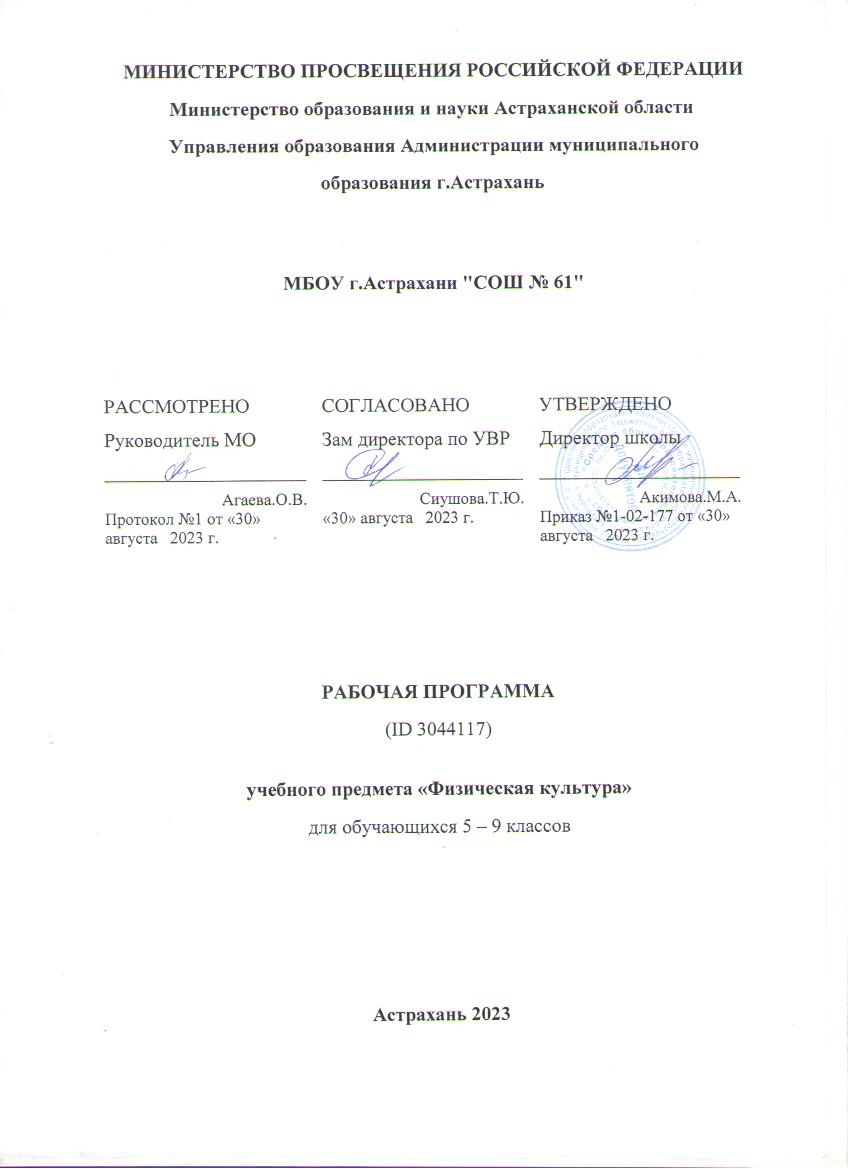 МИНИСТЕРСТВО ПРОСВЕЩЕНИЯ РОССИЙСКОЙ ФЕДЕРАЦИИ
Министерство образования и науки Астраханской области
Управления образования Администрации муниципального
образования г.Астрахань
МБОУ г.Астрахани "СОШ № 61"
РАССМОТРЕНО
Руководитель МО
Агаева.О.В.
Протокол №1 от «30»
августа 2023 г.
СОГЛАСОВАНО
Зам директора по УВР
Сиушова.Т.Ю.
«30» августа 2023 г.
УТВЕРЖДЕНО
Директор школы
Акимова.М.А.
Приказ №1-02-177 от «30»
августа 2023 г.
РАБОЧАЯ ПРОГРАММА
(ID 3044117)
учебного предмета «Физическая культура»
для обучающихся 5 – 9 классов
Астрахань 2023